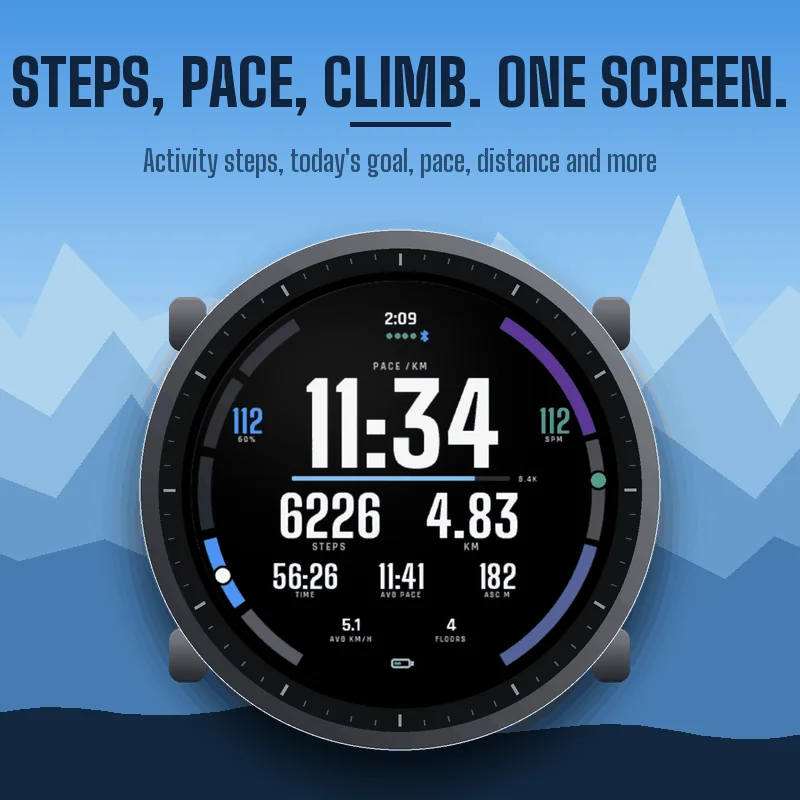 STEPS, PACE, CLIMB. ONE SCREEN.
Activity steps, today's goal, pace, distance and more
2:09
PACE /KM
11:34
112
60%
112
SPM
8.4K
6226
4.83
STEPS
KM
56:26
11:41
182
TIME
AVG PACE
ASC M
5.1
4
AVG KM/H
FLOORS